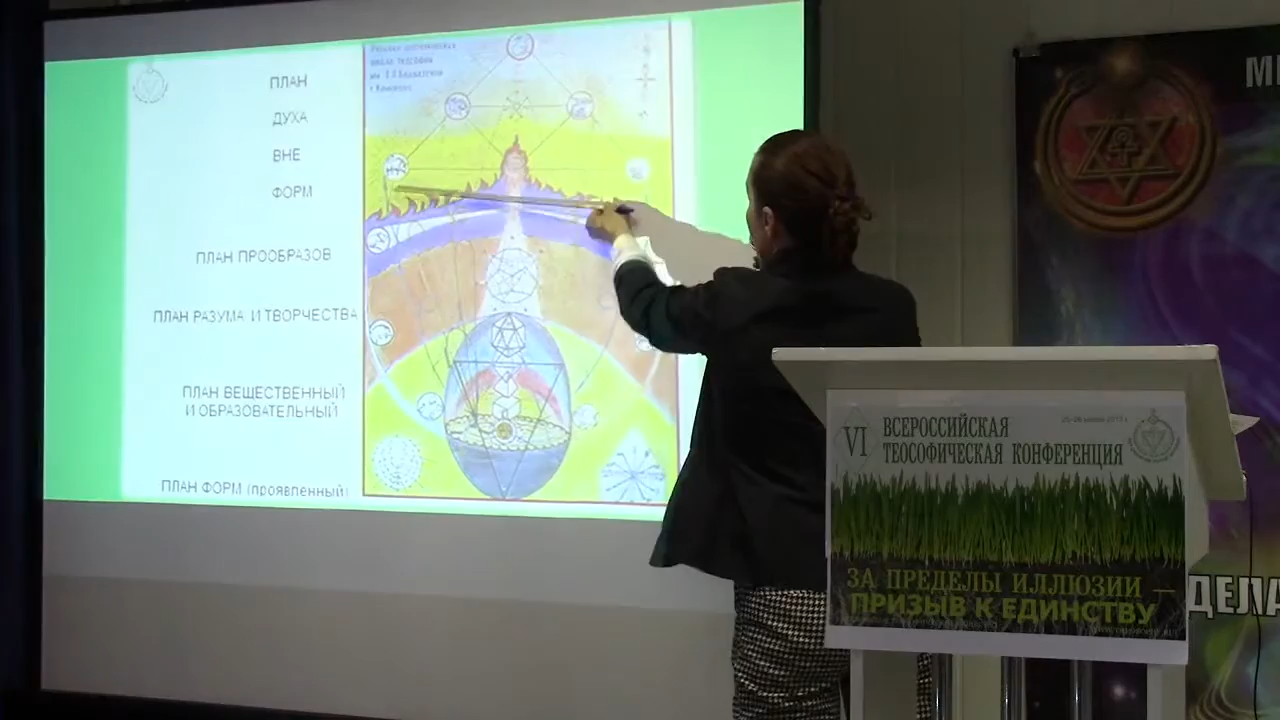 ПЛАН
ДУХА
ВНЕ
ФОРМ
ПЛАН ПРООБРАЗОВ
ПЛАН РАЗУМА И ТВОРЧЕСТВА
ПЛАН ВЕЩЕСТВЕННЫЙ
И ОБРАЗОВАТЕЛЬНЫЙ
ПЛАН ФОРМ (проявленный)
VI ВСЕРОССИЙСКАЯ
ТЕОСОФИЧЕСКАЯ КОНФЕРЕНЦИЯ
ЗА ПРЕДЕЛЫ ИЛЛЮЗИИ —
ПРИЗЫВ К ЕДИНСТВУ
ДЕЛА